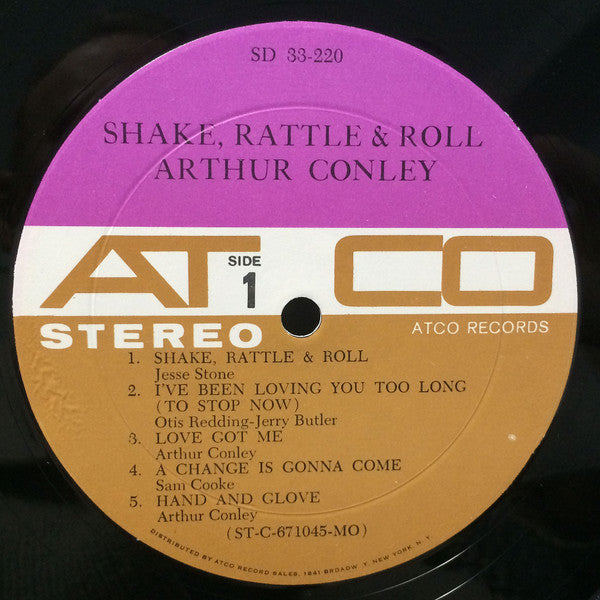 SD 33-220
SHAKE, RATTLE & ROLL
ARTHUR CONLEY
ATCO
SIDE
1
STEREO
ATCO RECORDS
1. SHAKE, RATTLE & ROLL
Jesse Stone
2. I'VE BEEN LOVING YOU TOO LONG
(TO STOP NOW)
Otis Redding-Jerry Butler
3. LOVE GOT ME
Arthur Conley
4. A CHANGE IS GONNA COME
Sam Cooke
5. HAND AND GLOVE
Arthur Conley
(ST-C-671045-MO)
DISTRIBUTED BY ATCO RECORD SALES, 1841 BROADW Y, NEW YORK, N. Y.